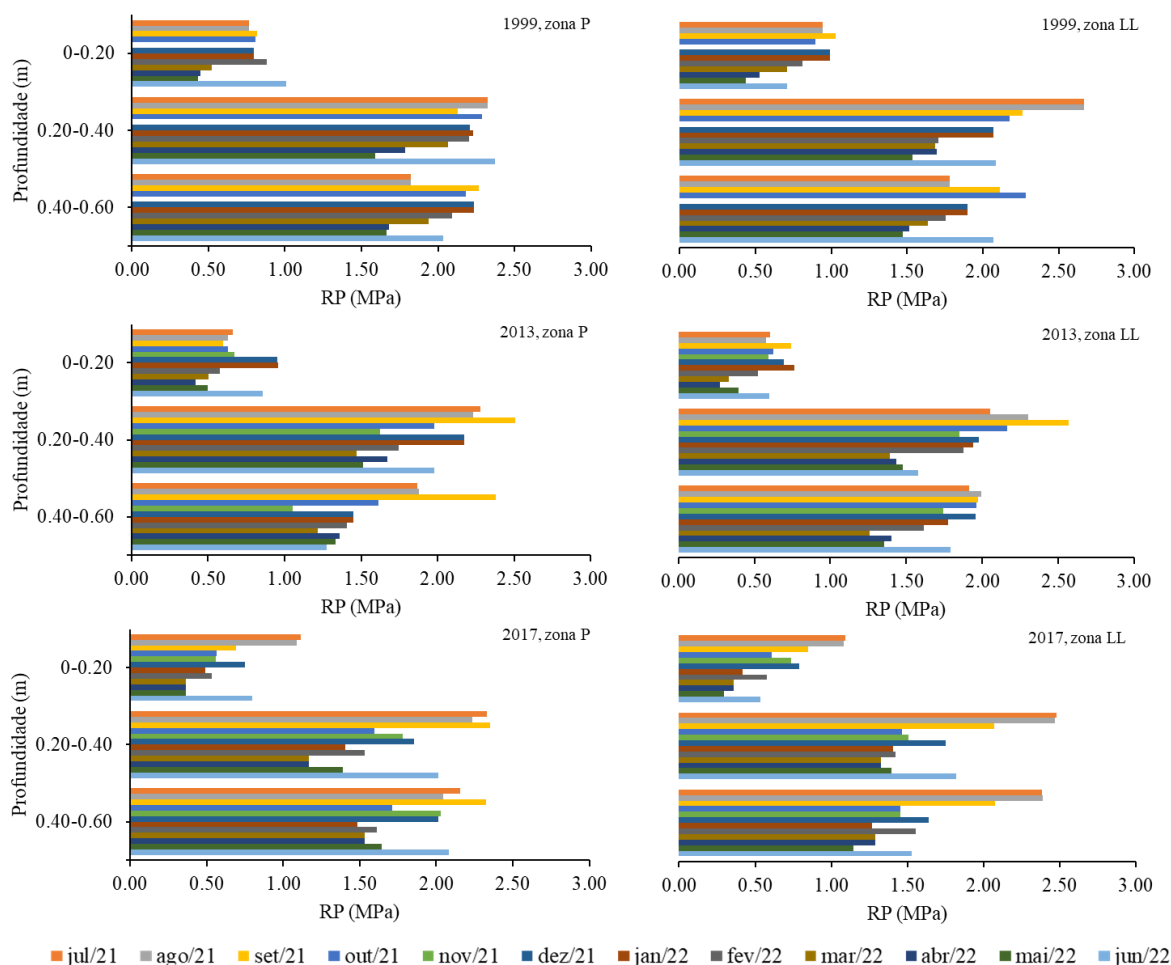 1999, zona P
Profundidade (m)
0-0.20
0.20-0.40
0.40-0.60
0.00 0.50 1.00 1.50 2.00 2.50 3.00
RP (MPa)
1999, zona LL
0.00 0.50 1.00 1.50 2.00 2.50 3.00
RP (MPa)
2013, zona P
Profundidade (m)
0-0.20
0.20-0.40
0.40-0.60
0.00 0.50 1.00 1.50 2.00 2.50 3.00
RP (MPa)
2013, zona LL
0.00 0.50 1.00 1.50 2.00 2.50 3.00
RP (MPa)
2017, zona P
Profundidade (m)
0-0.20
0.20-0.40
0.40-0.60
0.00 0.50 1.00 1.50 2.00 2.50 3.00
RP (MPa)
2017, zona LL
0.00 0.50 1.00 1.50 2.00 2.50 3.00
RP (MPa)
jul/21 ago/21 set/21 out/21 nov/21 dez/21 jan/22 fev/22 mar/22 abr/22 mai/22 jun/22